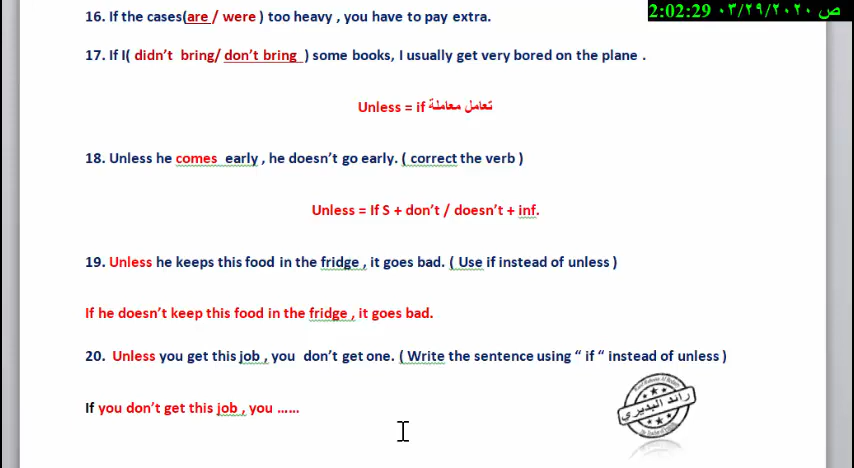 ص ٠٣/٢٩/٢٠٢٠ 2:02:29
16. If the cases(are / were ) too heavy , you have to pay extra.
17. If I( didn’t bring/ don’t bring ) some books, I usually get very bored on the plane .
Unless = if تعامل معاملة
18. Unless he comes early , he doesn’t go early. ( correct the verb )
Unless = If S + don’t / doesn’t + inf.
19. Unless he keeps this food in the fridge , it goes bad. ( Use if instead of unless )
If he doesn’t keep this food in the fridge , it goes bad.
20. Unless you get this job , you don’t get one. ( Write the sentence using “ if “ instead of unless )
If you don’t get this job , you ......
رائد البديري